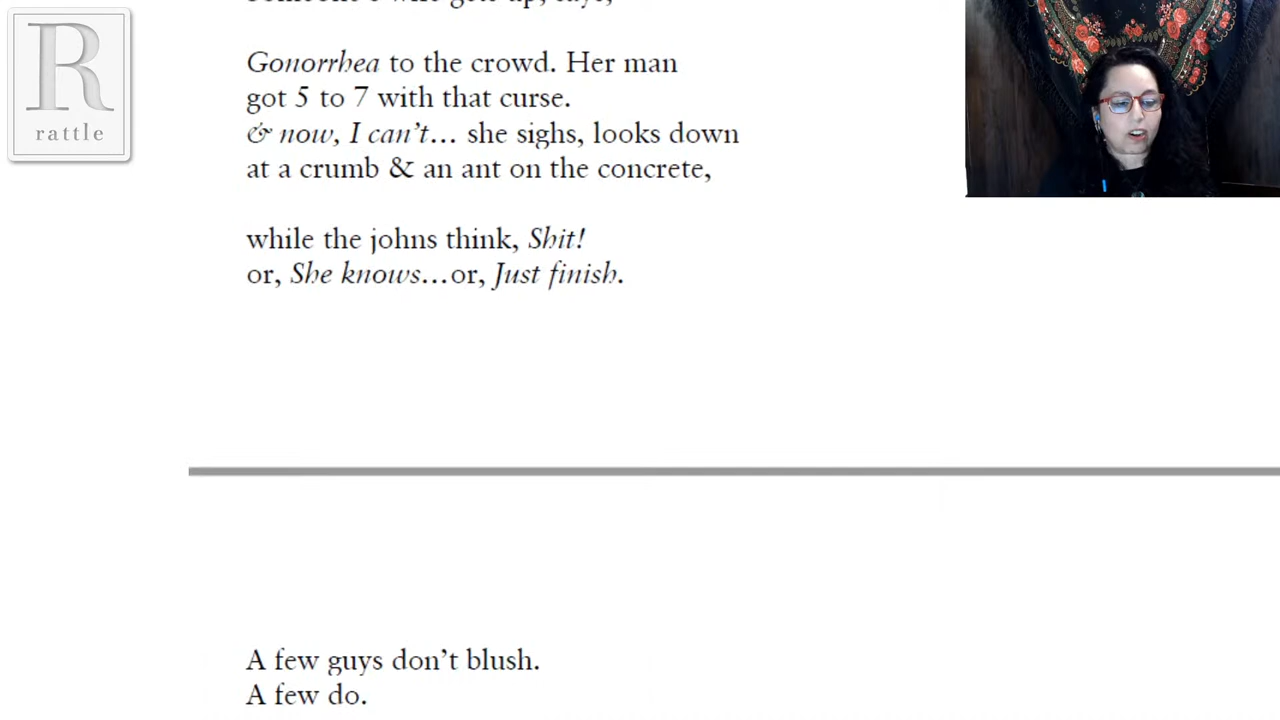 R
rattle
Gonorrhea to the crowd. Her man
got 5 to 7 with that curse.
& now, I can't... she sighs, looks down
at a crumb & an ant on the concrete,
while the johns think, Shit!
or, She knows...or, Just finish.
A few guys don't blush.
A few do.